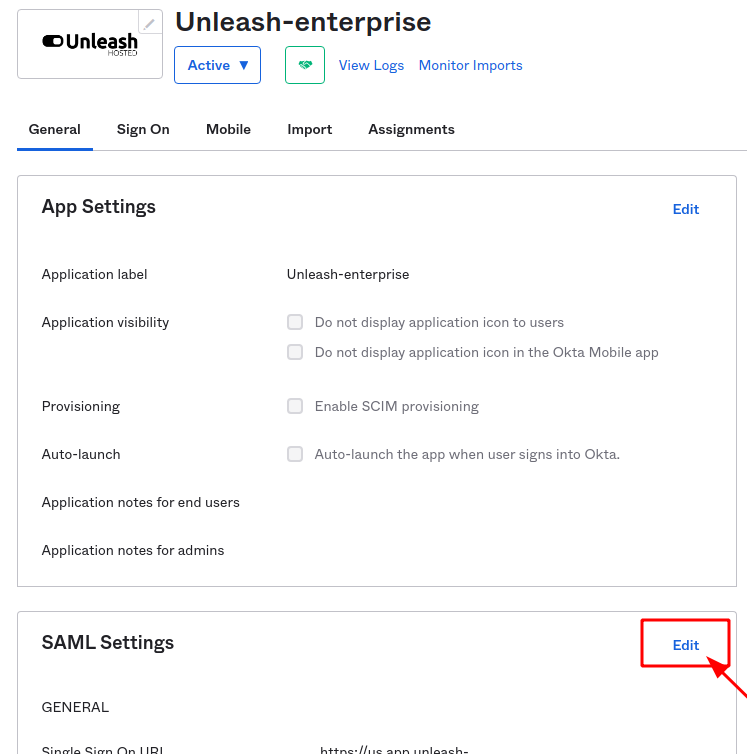 Unleash
HOSTED
Unleash-enterprise
Active ▼
View Logs
Monitor Imports
General
Sign On
Mobile
Import
Assignments
App Settings
Edit
Application label
Unleash-enterprise
Application visibility
Do not display application icon to users
Do not display application icon in the Okta Mobile app
Provisioning
Enable SCIM provisioning
Auto-launch
Auto-launch the app when user signs into Okta.
Application notes for end users
Application notes for admins
SAML Settings
Edit
GENERAL
Single Sign On URL
https://us.app.unleash-